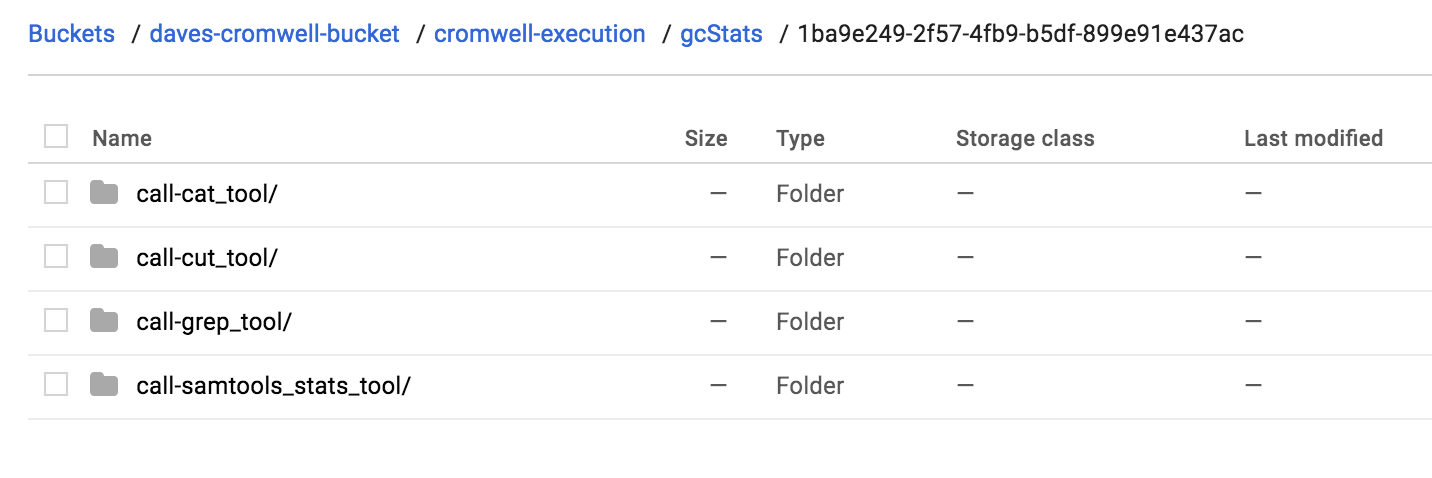 Buckets / daves-cromwell-bucket / cromwell-execution / gcStats / 1ba9e249-2f57-4fb9-b5df-899e91e437ac
Name Size Type Storage class Last modified
call-cat_tool/ — Folder — —
call-cut_tool/ — Folder — —
call-grep_tool/ — Folder — —
call-samtools_stats_tool/ — Folder — —